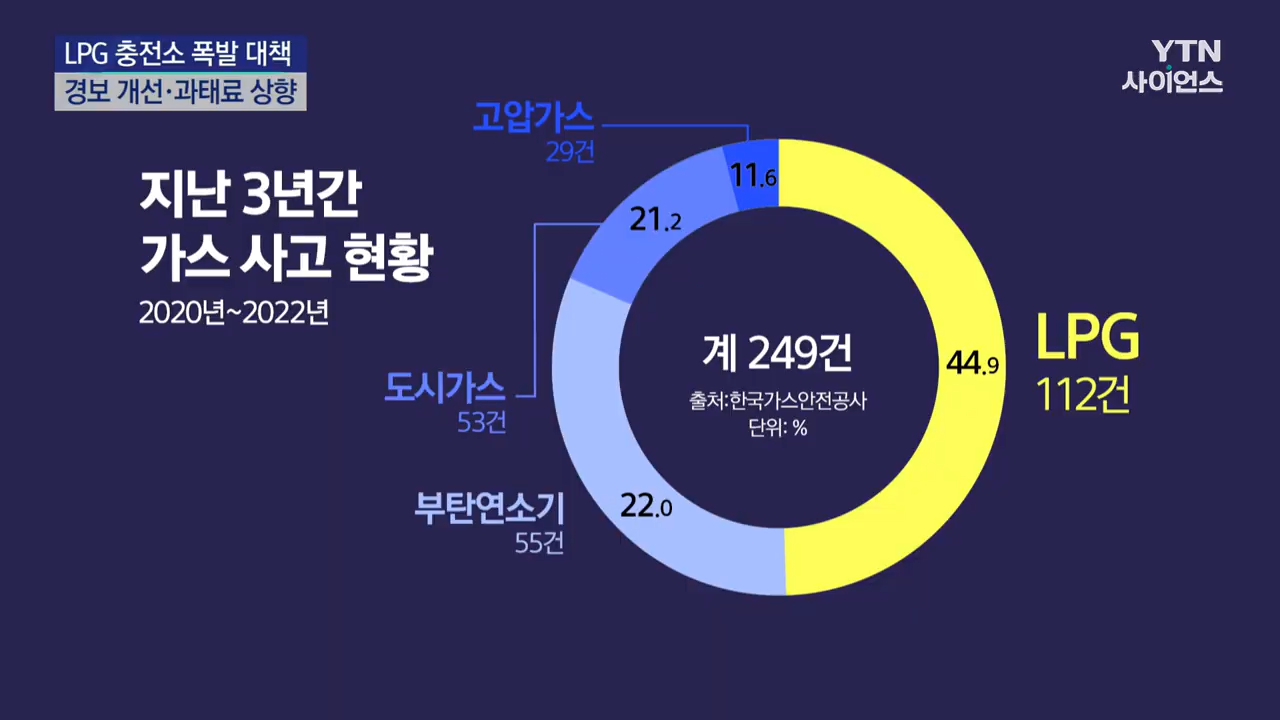 LPG 충전소 폭발 대책
경보 개선·과태료 상향
YTN
사이언스
지난 3년간
가스 사고 현황
2020년~2022년
고압가스
29건
11.6
21.2
도시가스
53건
부탄연소기
55건
22.0
계 249건
출처:한국가스안전공사
단위: %
44.9
LPG
112건